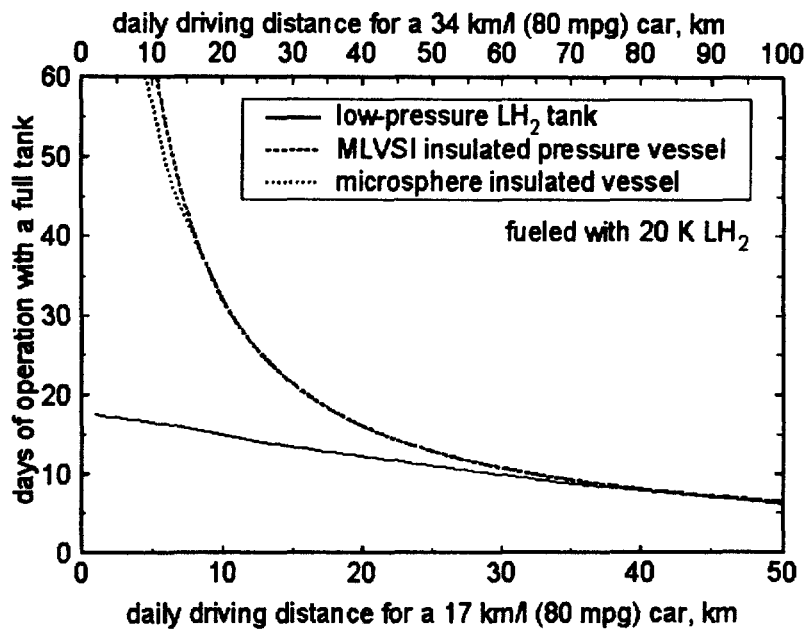 daily driving distance for a 34 km/l (80 mpg) car, km
0 10 20 30 40 50 60 70 80 90 100
60
50
40
30
20
10
0
days of operation with a full tank
low-pressure LH₂ tank
MLVSI insulated pressure vessel
microsphere insulated vessel
fueled with 20 K LH₂
0 10 20 30 40 50
daily driving distance for a 17 km/l (80 mpg) car, km